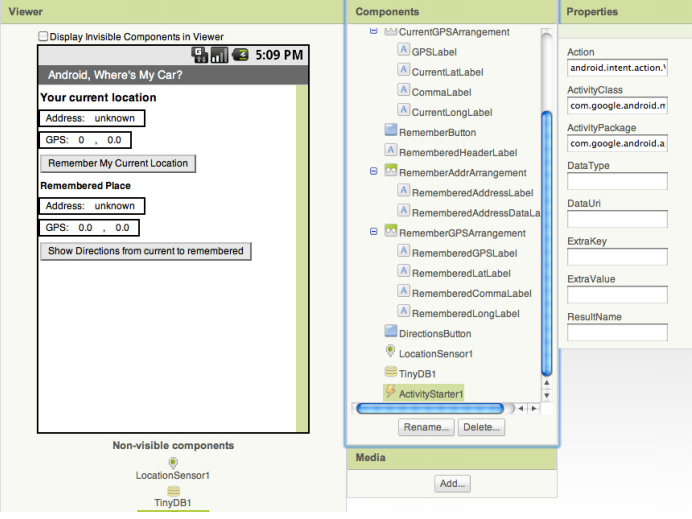 Viewer
Display Invisible Components in Viewer
5:09 PM
Android, Where's My Car?
Your current location
Address: unknown
GPS: 0 , 0.0
Remember My Current Location
Remembered Place
Address: unknown
GPS: 0.0 , 0.0
Show Directions from current to remembered
Non-visible components
LocationSensor1
TinyDB1
Components
CurrentGPSArrangement
GPSLabel
CurrentLatLabel
CommaLabel
CurrentLongLabel
RememberButton
RememberedHeaderLabel
RememberAddrArrangement
RememberedAddressLabel
RememberedAddressDataLa
RememberGPSArrangement
RememberedGPSLabel
RememberedLatLabel
RememberedCommaLabel
RememberedLongLabel
DirectionsButton
LocationSensor1
TinyDB1
ActivityStarter1
Rename... Delete...
Media
Add...
Properties
Action
android.intent.action.
ActivityClass
com.google.android.m
ActivityPackage
com.google.android.a
DataType
DataUri
ExtraKey
ExtraValue
ResultName